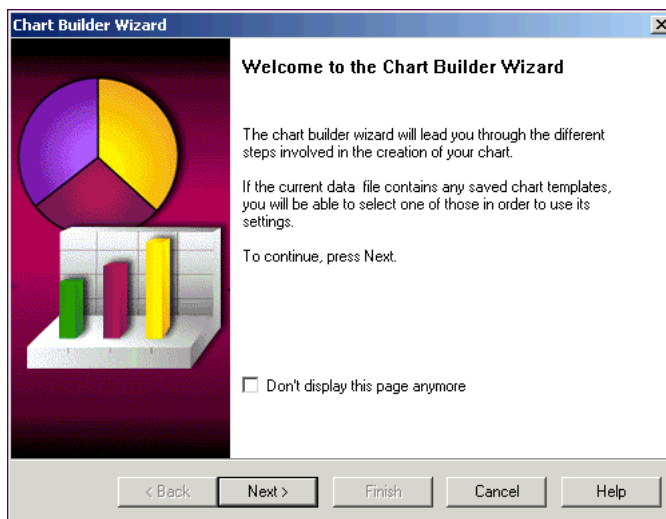 Chart Builder Wizard
Welcome to the Chart Builder Wizard
The chart builder wizard will lead you through the different
steps involved in the creation of your chart.
If the current data file contains any saved chart templates,
you will be able to select one of those in order to use its
settings.
To continue, press Next.
Don't display this page anymore
< Back Next > Finish Cancel Help